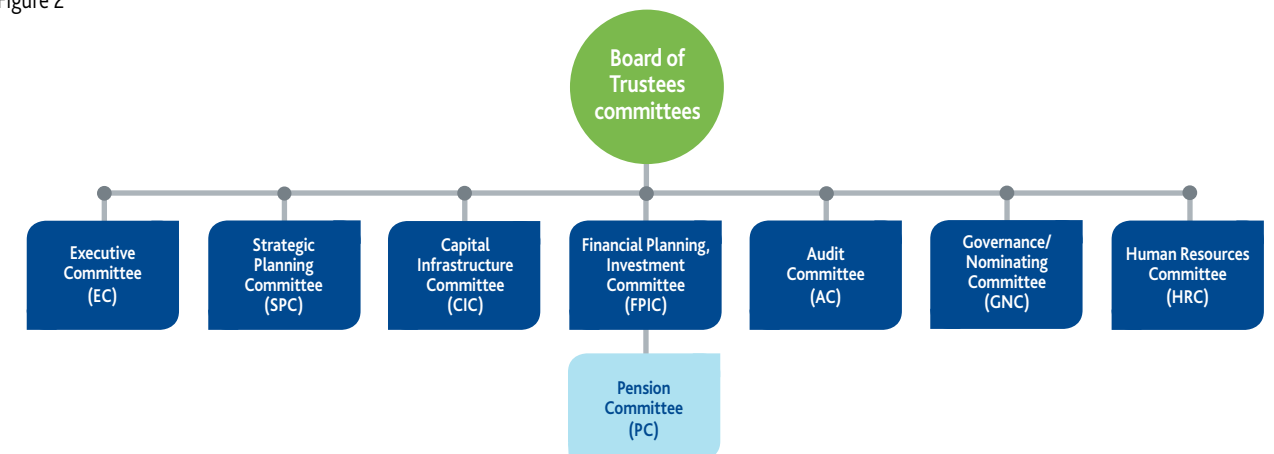 Figure 2
Board of
Trustees
committees
Executive
Committee
(EC)
Strategic
Planning
Committee
(SPC)
Capital
Infrastructure
Committee
(CIC)
Financial Planning,
Investment
Committee
(FPIC)
Audit
Committee
(AC)
Governance/
Nominating
Committee
(GNC)
Human Resources
Committee
(HRC)
Pension
Committee
(PC)